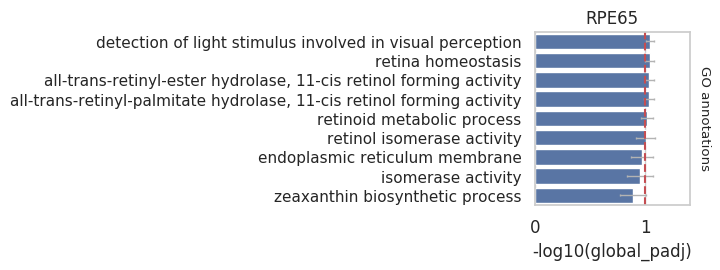 RPE65
detection of light stimulus involved in visual perception
retina homeostasis
all-trans-retinyl-ester hydrolase, 11-cis retinol forming activity
all-trans-retinyl-palmitate hydrolase, 11-cis retinol forming activity
retinoid metabolic process
retinol isomerase activity
endoplasmic reticulum membrane
isomerase activity
zeaxanthin biosynthetic process
GO annotations
0 1
-log10(global_padj)